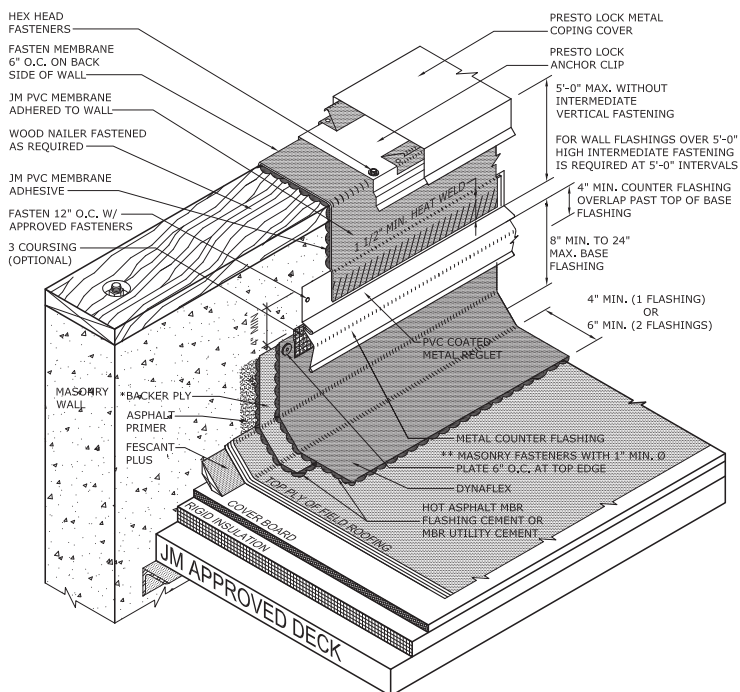 HEX HEAD
FASTENERS
FASTEN MEMBRANE
6" O.C. ON BACK
SIDE OF WALL
JM PVC MEMBRANE
ADHERED TO WALL
WOOD NAILER FASTENED
AS REQUIRED
JM PVC MEMBRANE
ADHESIVE
FASTEN 12" O.C. W/
APPROVED FASTENERS
3 COURSING
(OPTIONAL)
MASONRY
WALL
*BACKER PLY
ASPHALT
PRIMER
FESCANT
PLUS
PRESTO LOCK METAL
COPING COVER
PRESTO LOCK
ANCHOR CLIP
5'-0" MAX. WITHOUT
INTERMEDIATE
VERTICAL FASTENING
FOR WALL FLASHINGS OVER 5'-0"
HIGH INTERMEDIATE FASTENING
IS REQUIRED AT 5'-0" INTERVALS
4" MIN. COUNTER FLASHING
OVERLAP PAST TOP OF BASE
FLASHING
8" MIN. TO 24"
MAX. BASE
FLASHING
4" MIN. (1 FLASHING)
OR
6" MIN. (2 FLASHINGS)
1 1/2" MIN. HEAT WELD
PVC COATED
METAL REGLET
METAL COUNTER FLASHING
** MASONRY FASTENERS WITH 1" MIN. Ø
PLATE 6" O.C. AT TOP EDGE
DYNAFLEX
HOT ASPHALT MBR
FLASHING CEMENT OR
MBR UTILITY CEMENT
TOP PLY OF FIELD ROOFING
COVER BOARD
RIGID INSULATION
JM APPROVED DECK